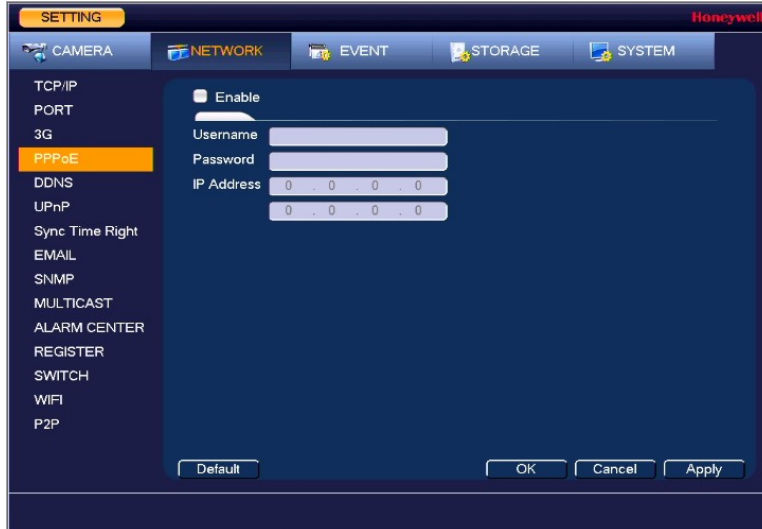 SETTING
Honeywell
CAMERA NETWORK EVENT STORAGE SYSTEM
TCP/IP
PORT
3G
PPPoE
DDNS
UPnP
Sync Time Right
EMAIL
SNMP
MULTICAST
ALARM CENTER
REGISTER
SWITCH
WIFI
P2P
Enable
Username
Password
IP Address 0 . 0 . 0 . 0
0 . 0 . 0 . 0
Default OK Cancel Apply